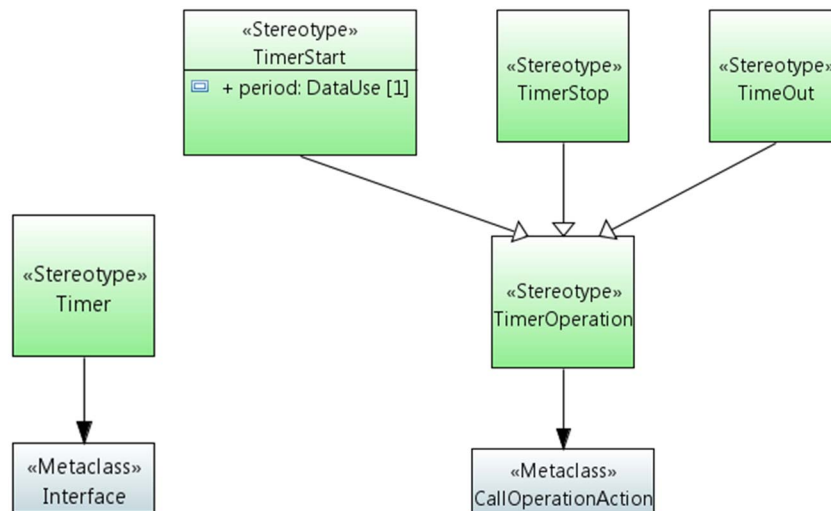 «Stereotype»
TimerStart
+ period: DataUse [1]
«Stereotype»
TimerStop
«Stereotype»
TimeOut
«Stereotype»
Timer
«Stereotype»
TimerOperation
«Metaclass»
Interface
«Metaclass»
CallOperationAction